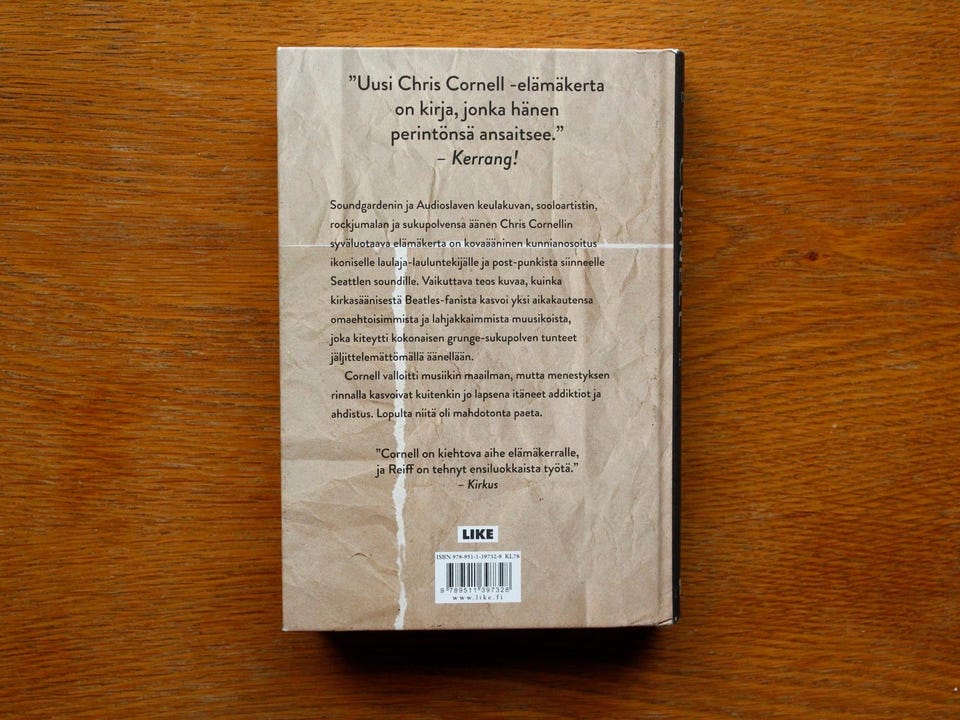 ”Uusi Chris Cornell -elämäkerta
on kirja, jonka hänen
perintönsä ansaitsee.”
– Kerrang!
Soundgardenin ja Audioslaven keulakuvan, sooloartistin,
rockjumalan ja sukupolvensa äänen Chris Cornellin
syväluotaava elämäkerta on kovaääninen kunnianosoitus
ikoniselle laulaja-lauluntekijälle ja post-punkista siinneelle
Seattlen soundille. Vaikuttava teos kuvaa, kuinka
kirkasäänisestä Beatles-fanista kasvoi yksi aikakautensa
omaehtoisimmista ja lahjakkaimmista muusikoista,
joka kiteytti kokonaisen grunge-sukupolven tunteet
jäljittelemättömällä äänellään.
Cornell valloitti musiikin maailman, mutta menestyksen
rinnalla kasvoivat kuitenkin jo lapsena itäneet addiktiot ja
ahdistus. Lopulta niitä oli mahdotonta paeta.
”Cornell on kiehtova aihe elämäkerralle,
ja Reiff on tehnyt ensiluokkaista työtä.”
– Kirkus
LIKE
ISBN 978-951-1-39732-8 KL78
9 789511 397328
www.like.fi